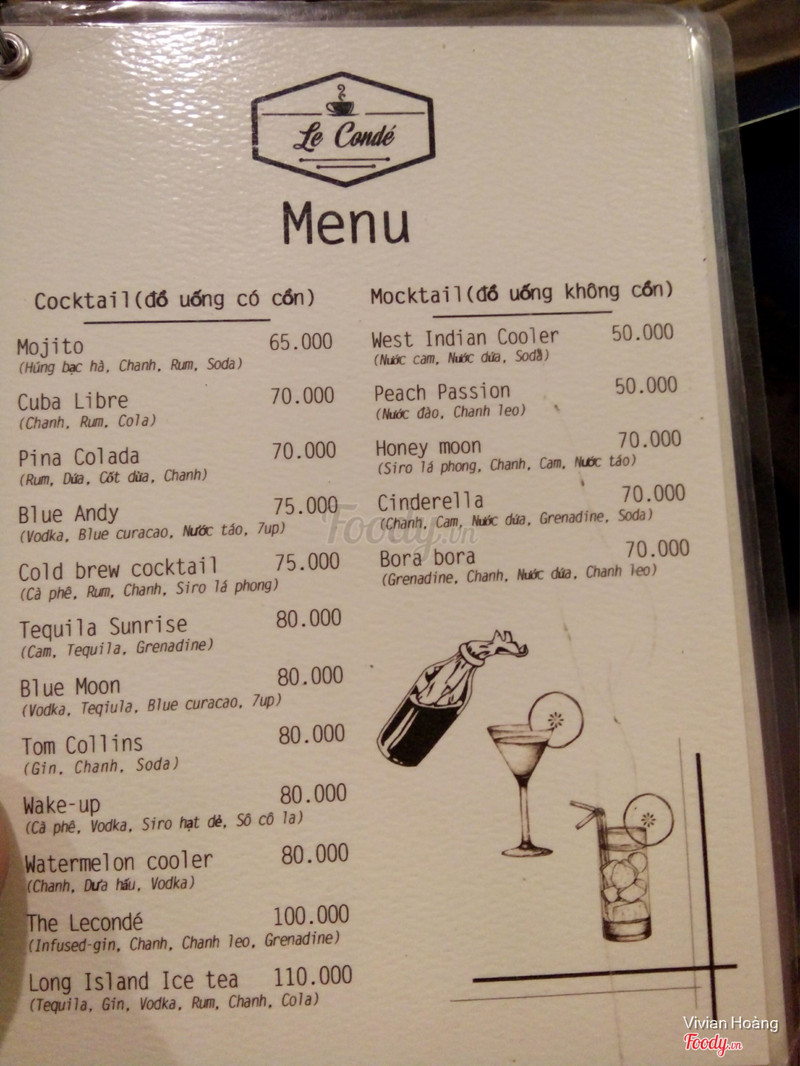 Le Condé
Menu
Cocktail(đồ uống có cồn)
Mojito 65.000
(Húng bạc hà, Chanh, Rum, Soda)
Cuba Libre 70.000
(Chanh, Rum, Cola)
Pina Colada 70.000
(Rum, Dứa, Cốt dừa, Chanh)
Blue Andy 75.000
(Vodka, Blue curacao, Nước táo, 7up)
Cold brew cocktail 75.000
(Cà phê, Rum, Chanh, Siro lá phong)
Tequila Sunrise 80.000
(Cam, Tequila, Grenadine)
Blue Moon 80.000
(Vodka, Teqiula, Blue curacao, 7up)
Tom Collins 80.000
(Gin, Chanh, Soda)
Wake-up 80.000
(Cà phê, Vodka, Siro hạt dẻ, Sô cô la)
Watermelon cooler 80.000
(Chanh, Dưa hấu, Vodka)
The Lecondé 100.000
(Infused-gin, Chanh, Chanh leo, Grenadine)
Long Island Ice tea 110.000
(Tequila, Gin, Vodka, Rum, Chanh, Cola)
Mocktail(đồ uống không cồn)
West Indian Cooler 50.000
(Nước cam, Nước dứa, Soda)
Peach Passion 50.000
(Nước đào, Chanh leo)
Honey moon 70.000
(Siro lá phong, Chanh, Cam, Nước táo)
Cinderella 70.000
(Chanh, Cam, Nước dứa, Grenadine, Soda)
Bora bora 70.000
(Grenadine, Chanh, Nước dứa, Chanh leo)
Foody.vn
Vivian Hoàng
Foody.vn